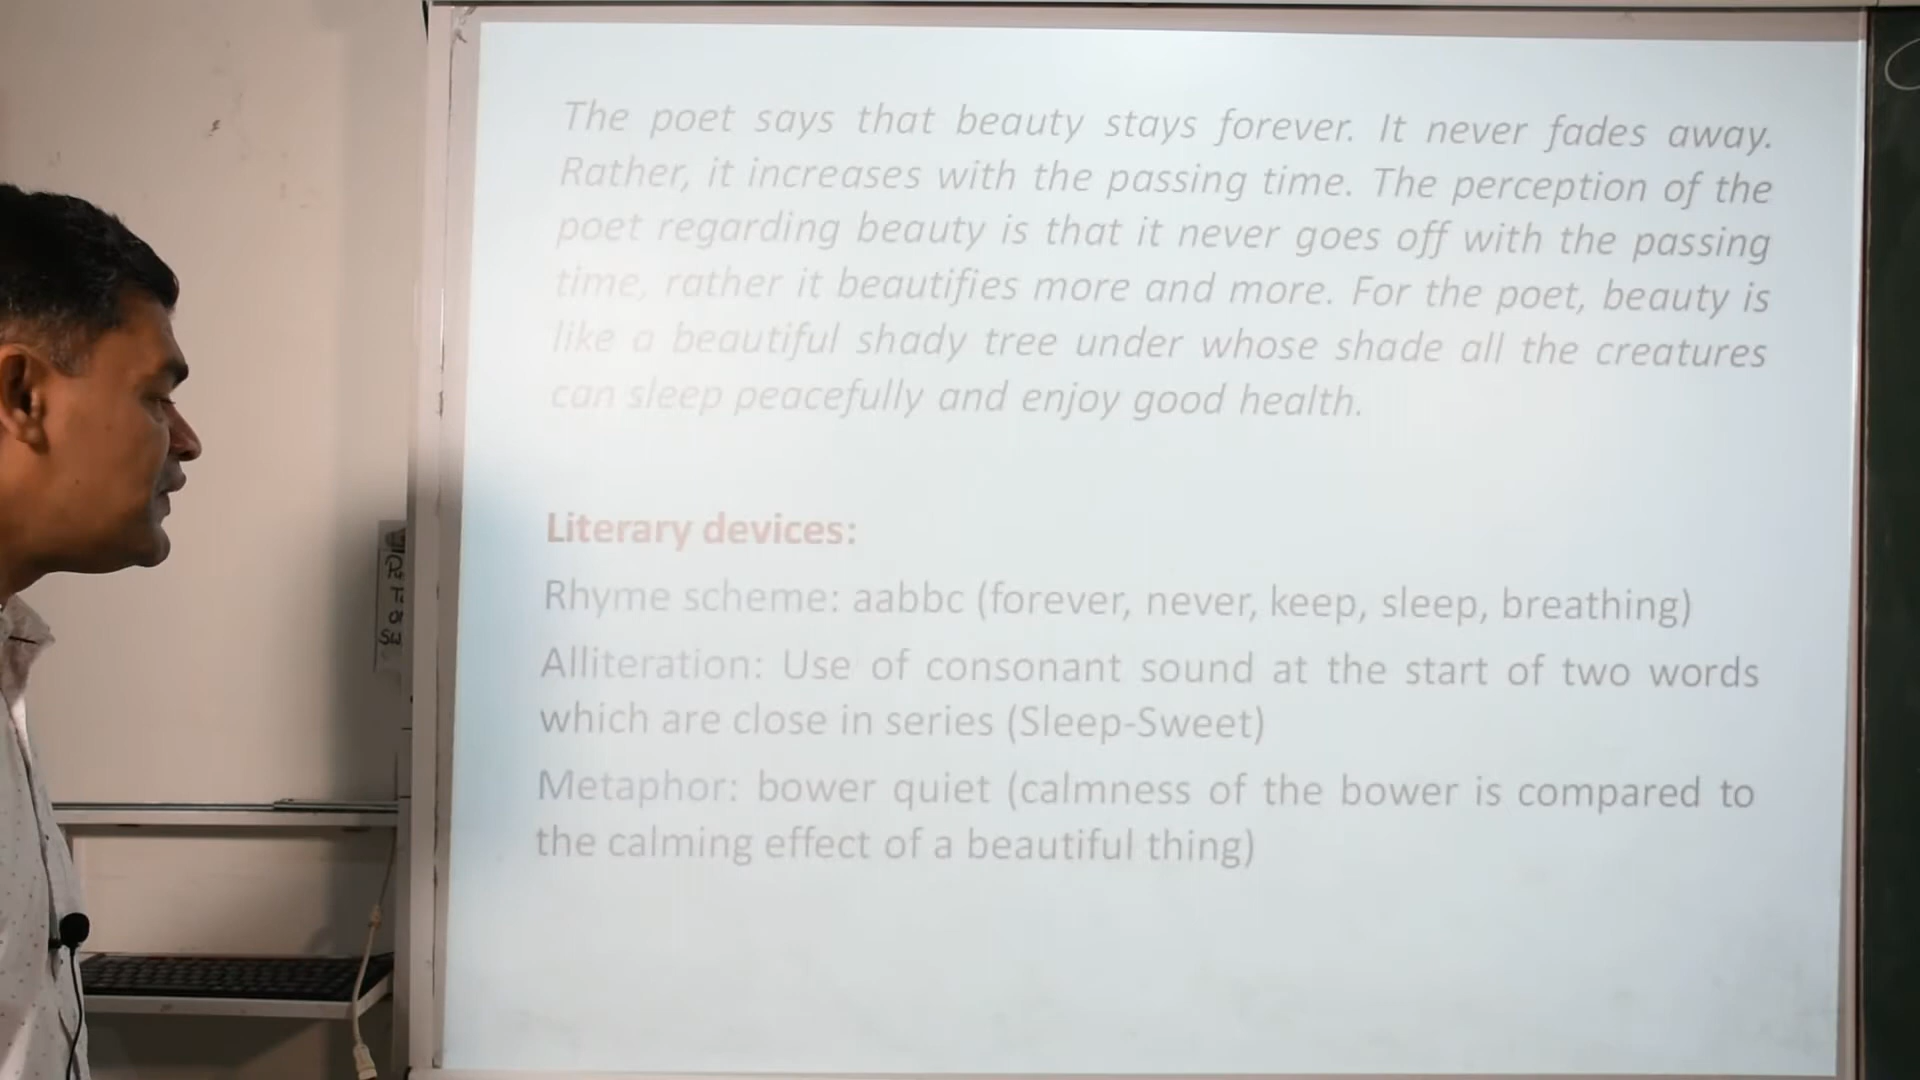 The poet says that beauty stays forever. It never fades away.
Rather, it increases with the passing time. The perception of the
poet regarding beauty is that it never goes off with the passing
time, rather it beautifies more and more. For the poet, beauty is
like a beautiful shady tree under whose shade all the creatures
can sleep peacefully and enjoy good health.
Literary devices:
Rhyme scheme: aabbc (forever, never, keep, sleep, breathing)
Alliteration: Use of consonant sound at the start of two words
which are close in series (Sleep-Sweet)
Metaphor: bower quiet (calmness of the bower is compared to
the calming effect of a beautiful thing)